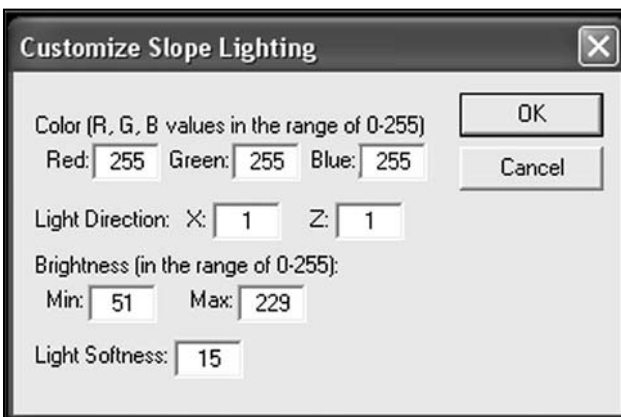 Customize Slope Lighting
Color (R, G, B values in the range of 0-255)
Red: 255 Green: 255 Blue: 255
OK
Cancel
Light Direction: X: 1 Z: 1
Brightness (in the range of 0-255):
Min: 51 Max: 229
Light Softness: 15